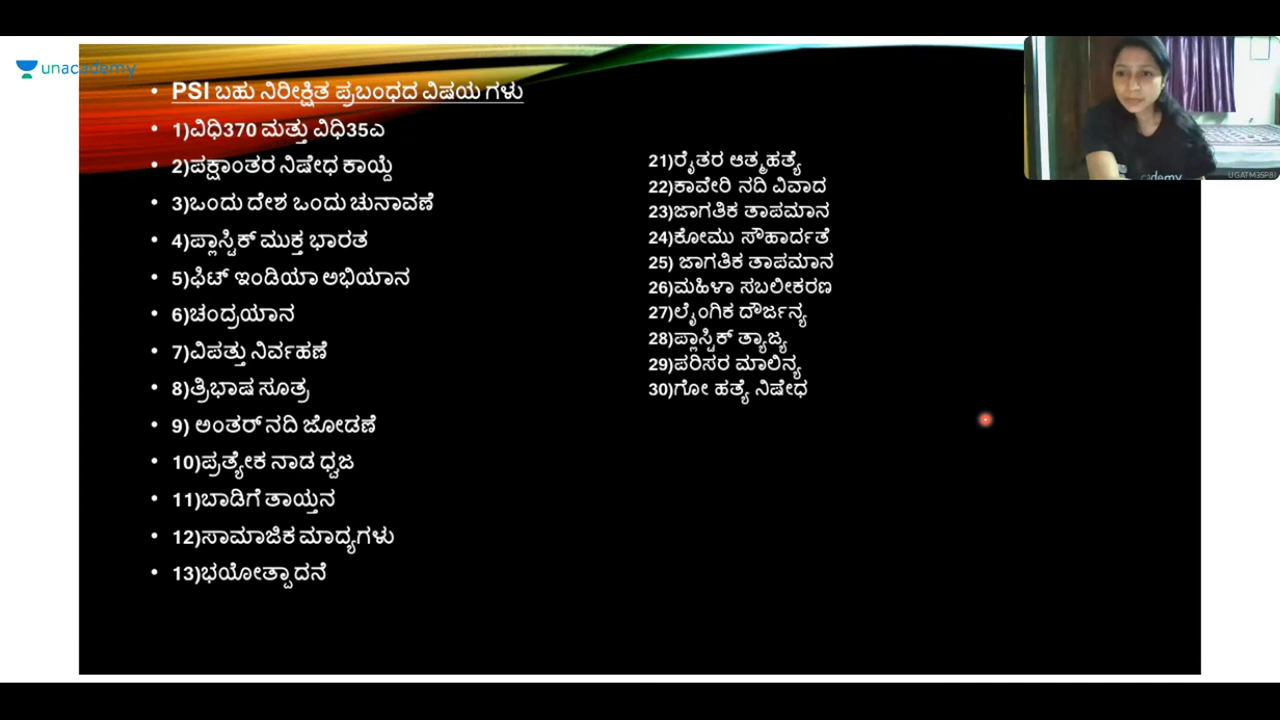 unacademy
• PSI ಬಹು ನಿರೀಕ್ಷಿತ ಪ್ರಬಂಧದ ವಿಷಯ ಗಳು
• 1)ವಿಧಿ370 ಮತ್ತು ವಿಧಿ35ಎ
• 2)ಪಕ್ಷಾಂತರ ನಿಷೇಧ ಕಾಯ್ದೆ
• 3)ಒಂದು ದೇಶ ಒಂದು ಚುನಾವಣೆ
• 4)ಪ್ಲಾಸ್ಟಿಕ್ ಮುಕ್ತ ಭಾರತ
• 5)ಫಿಟ್ ಇಂಡಿಯಾ ಅಭಿಯಾನ
• 6)ಚಂದ್ರಯಾನ
• 7)ವಿಪತ್ತು ನಿರ್ವಹಣೆ
• 8)ತ್ರಿಭಾಷ ಸೂತ್ರ
• 9) ಅಂತರ್ ನದಿ ಜೋಡಣೆ
• 10)ಪ್ರತ್ಯೇಕ ನಾಡ ಧ್ವಜ
• 11)ಬಾಡಿಗೆ ತಾಯ್ತನ
• 12)ಸಾಮಾಜಿಕ ಮಾದ್ಯಗಳು
• 13)ಭಯೋತ್ಪಾದನೆ
21)ರೈತರ ಆತ್ಮಹತ್ಯೆ
22)ಕಾವೇರಿ ನದಿ ವಿವಾದ
23)ಜಾಗತಿಕ ತಾಪಮಾನ
24)ಕೋಮು ಸೌಹಾರ್ದತೆ
25) ಜಾಗತಿಕ ತಾಪಮಾನ
26)ಮಹಿಳಾ ಸಬಲೀಕರಣ
27)ಲೈಂಗಿಕ ದೌರ್ಜನ್ಯ
28)ಪ್ಲಾಸ್ಟಿಕ್ ತ್ಯಾಜ್ಯ
29)ಪರಿಸರ ಮಾಲಿನ್ಯ
30)ಗೋ ಹತ್ಯೆ ನಿಷೇಧ
cademy
UGATM35P8J